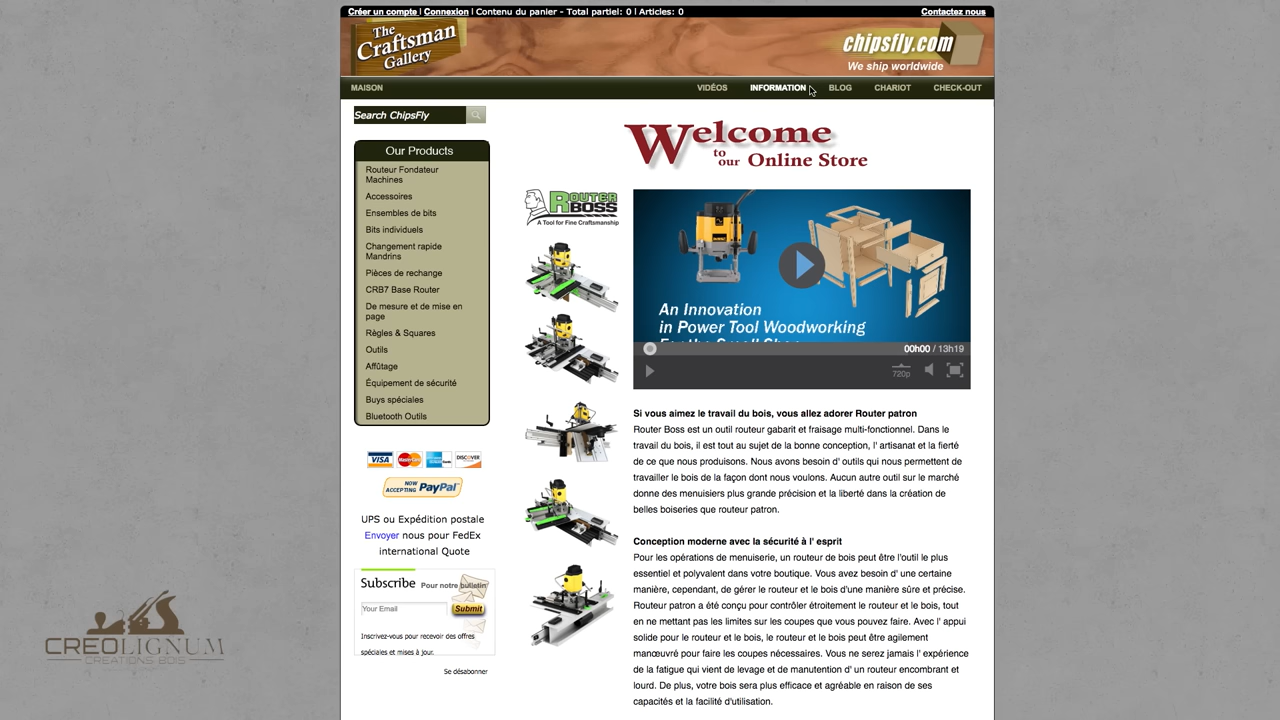 Créer un compte | Connexion | Contenu du panier - Total partiel: 0 | Articles: 0
Contactez nous
The
Craftsman
Gallery
chipsfly.com
We ship worldwide
MAISON
VIDÉOS
INFORMATION
BLOG
CHARIOT
CHECK-OUT
Search ChipsFly
Our Products
Routeur Fondateur
Machines
Accessoires
Ensembles de bits
Bits individuels
Changement rapide
Mandrins
Pièces de rechange
CRB7 Base Router
De mesure et de mise en
page
Règles & Squares
Outils
Affûtage
Équipement de sécurité
Buys spéciales
Bluetooth Outils
VISA
MasterCard
DISCOVER
NOW
ACCEPTING
PayPal
UPS ou Expédition postale
Envoyer nous pour FedEx
international Quote
Subscribe Pour notre bulletin
Your Email
Submit
Inscrivez-vous pour recevoir des offres
spéciales et mises à jour.
Se désabonner
CREOLIGNUM
CREATIONS BOIS
Welcome
to
our Online Store
ROUTER
BOSS
A Tool for Fine Craftsmanship
An Innovation
in Power Tool Woodworking
For the Small Shop
00h00 / 13h19
720p
Si vous aimez le travail du bois, vous allez adorer Router patron
Router Boss est un outil routeur gabarit et fraisage multi-fonctionnel. Dans le
travail du bois, il est tout au sujet de la bonne conception, l' artisanat et la fierté
de ce que nous produisons. Nous avons besoin d' outils qui nous permettent de
travailler le bois de la façon dont nous voulons. Aucun autre outil sur le marché
donne des menuisiers plus grande précision et la liberté dans la création de
belles boiseries que routeur patron.
Conception moderne avec la sécurité à l' esprit
Pour les opérations de menuiserie, un routeur de bois peut être l'outil le plus
essentiel et polyvalent dans votre boutique. Vous avez besoin d' une certaine
manière, cependant, de gérer le routeur et le bois d'une manière sûre et précise.
Routeur patron a été conçu pour contrôler étroitement le routeur et le bois, tout
en ne mettant pas les limites sur les coupes que vous pouvez faire. Avec l' appui
solide pour le routeur et le bois, le routeur et le bois peut être agilement
manœuvré pour faire les coupes nécessaires. Vous ne serez jamais l' expérience
de la fatigue qui vient de levage et de manutention d' un routeur encombrant et
lourd. De plus, votre bois sera plus efficace et agréable en raison de ses
capacités et la facilité d'utilisation.